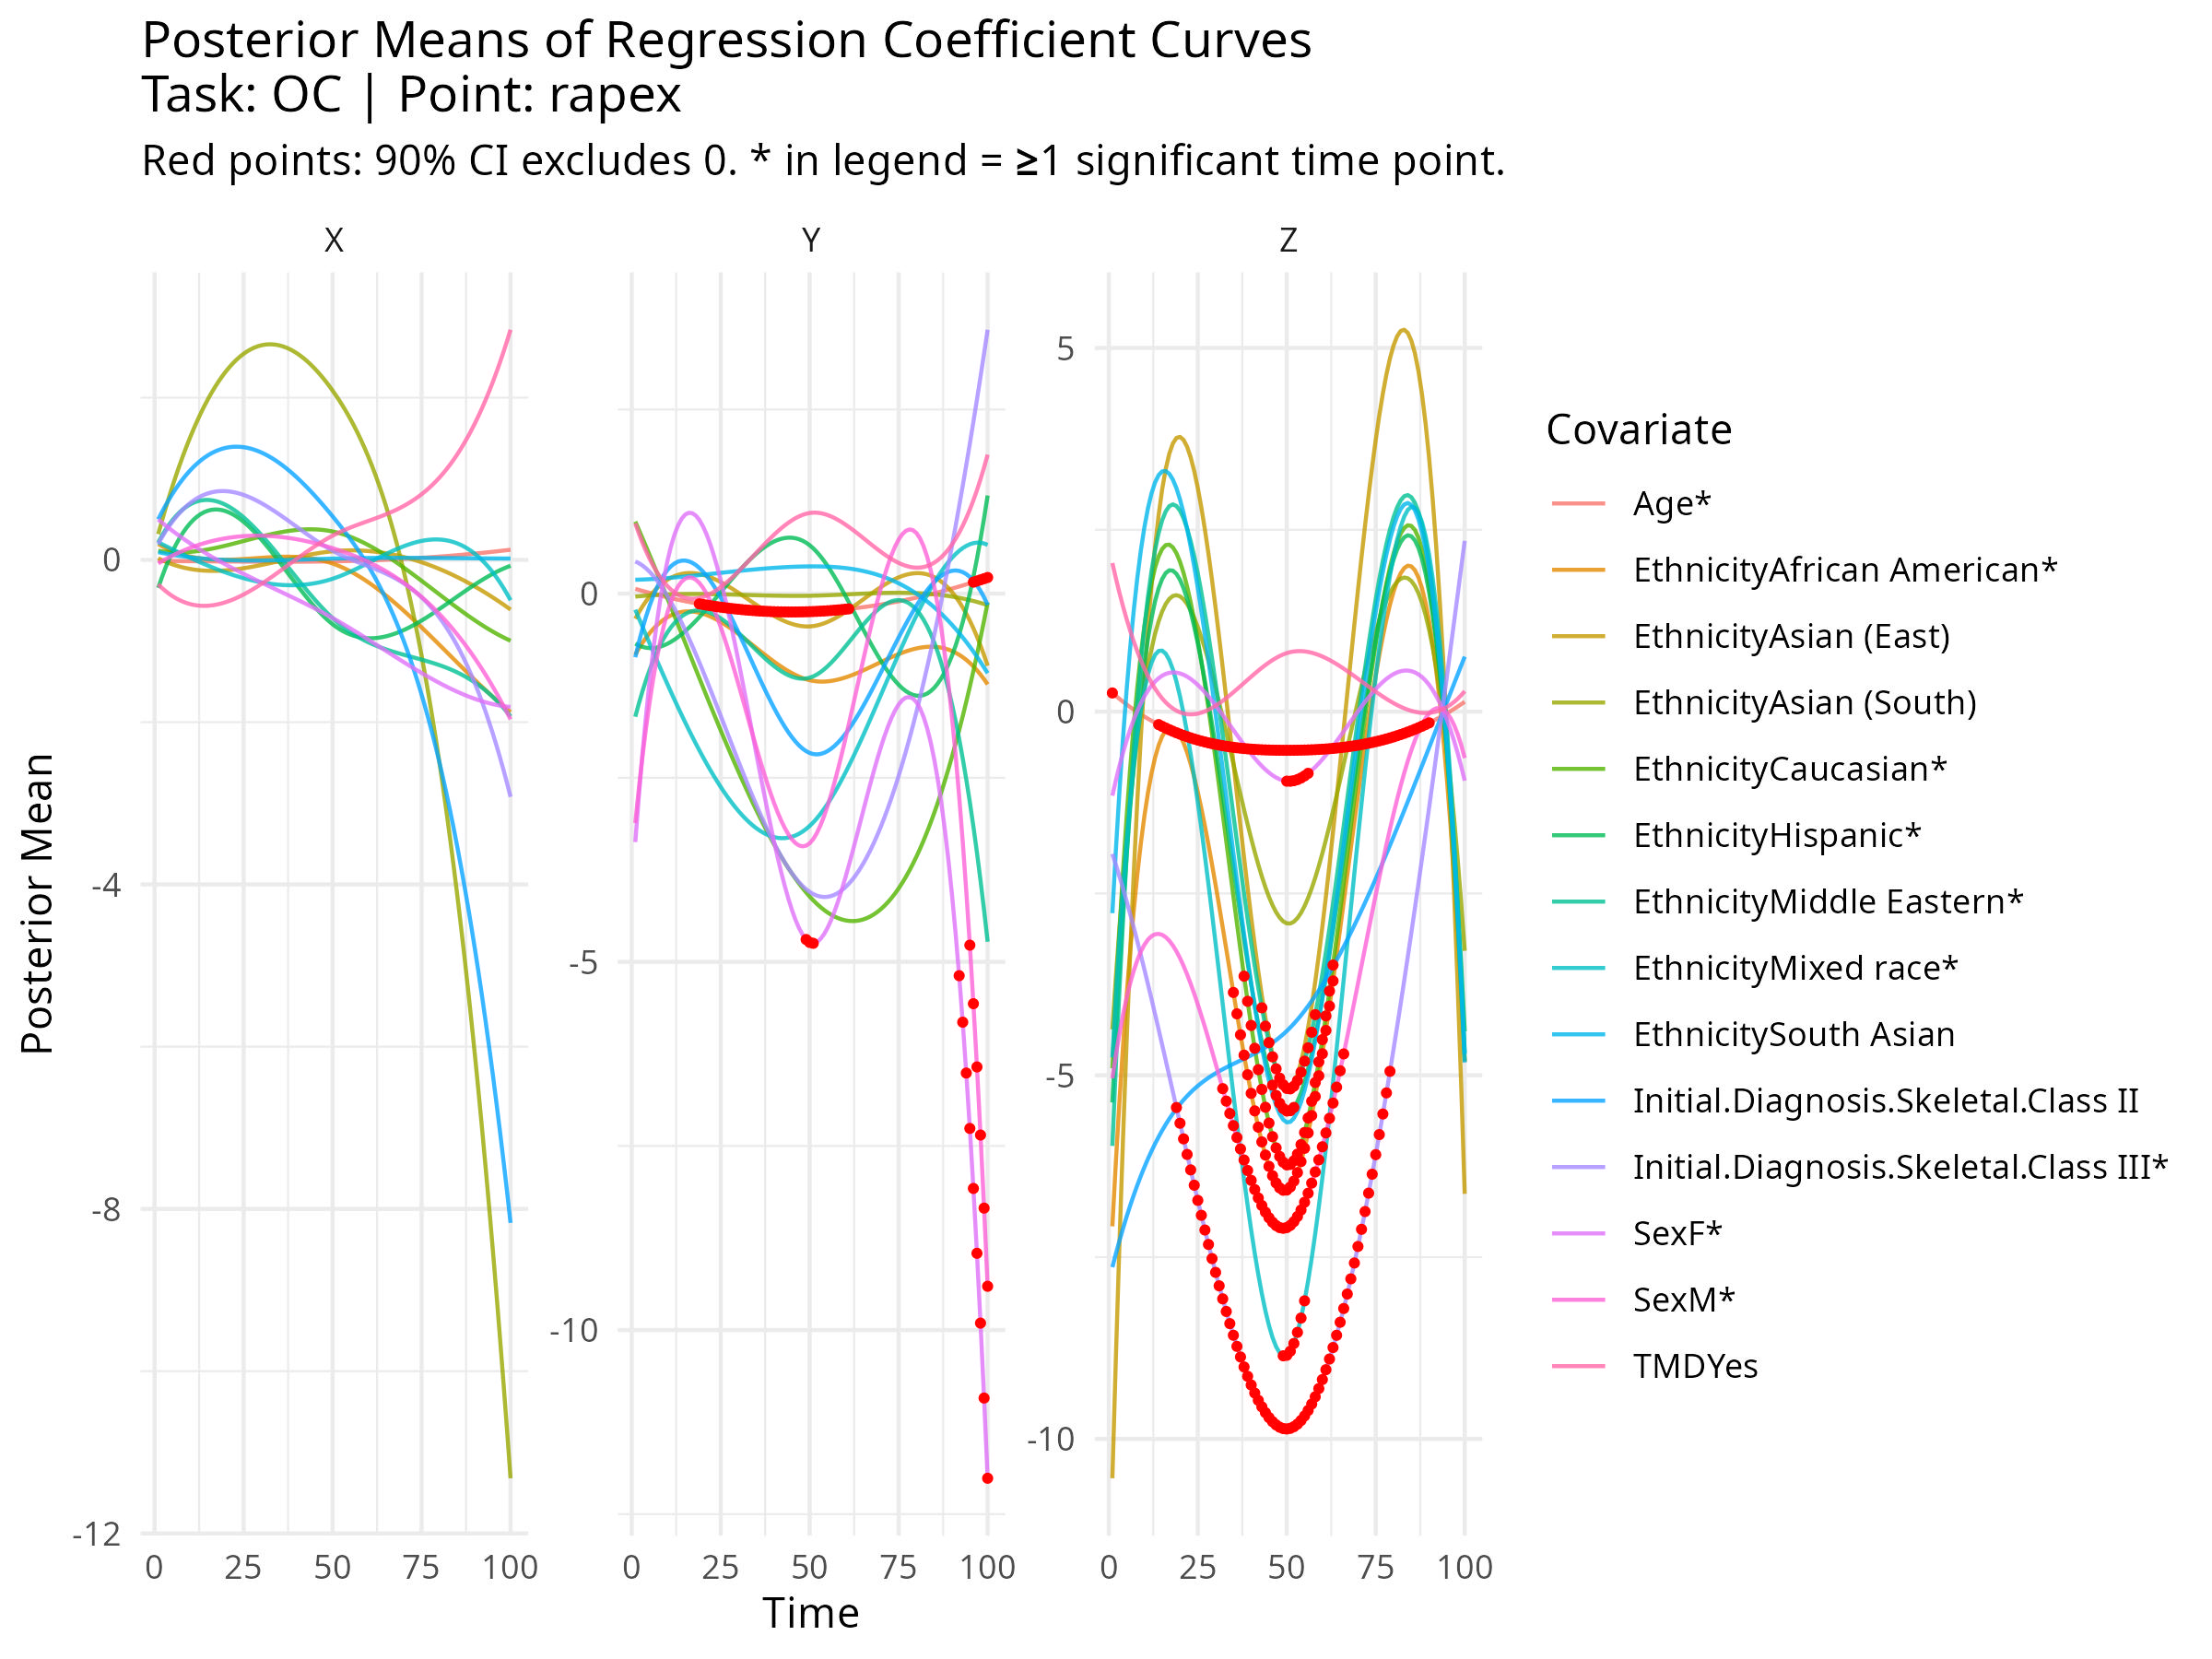 Posterior Means of Regression Coefficient Curves
Task: OC | Point: rapex
Red points: 90% CI excludes 0. * in legend = ≥1 significant time point.
X
Y
Z
Posterior Mean
0
-4
-8
-12
0
-5
-10
5
0
-5
-10
0 25 50 75 100
0 25 50 75 100
0 25 50 75 100
Time
Covariate
Age*
EthnicityAfrican American*
EthnicityAsian (East)
EthnicityAsian (South)
EthnicityCaucasian*
EthnicityHispanic*
EthnicityMiddle Eastern*
EthnicityMixed race*
EthnicitySouth Asian
Initial.Diagnosis.Skeletal.Class II
Initial.Diagnosis.Skeletal.Class III*
SexF*
SexM*
TMDYes